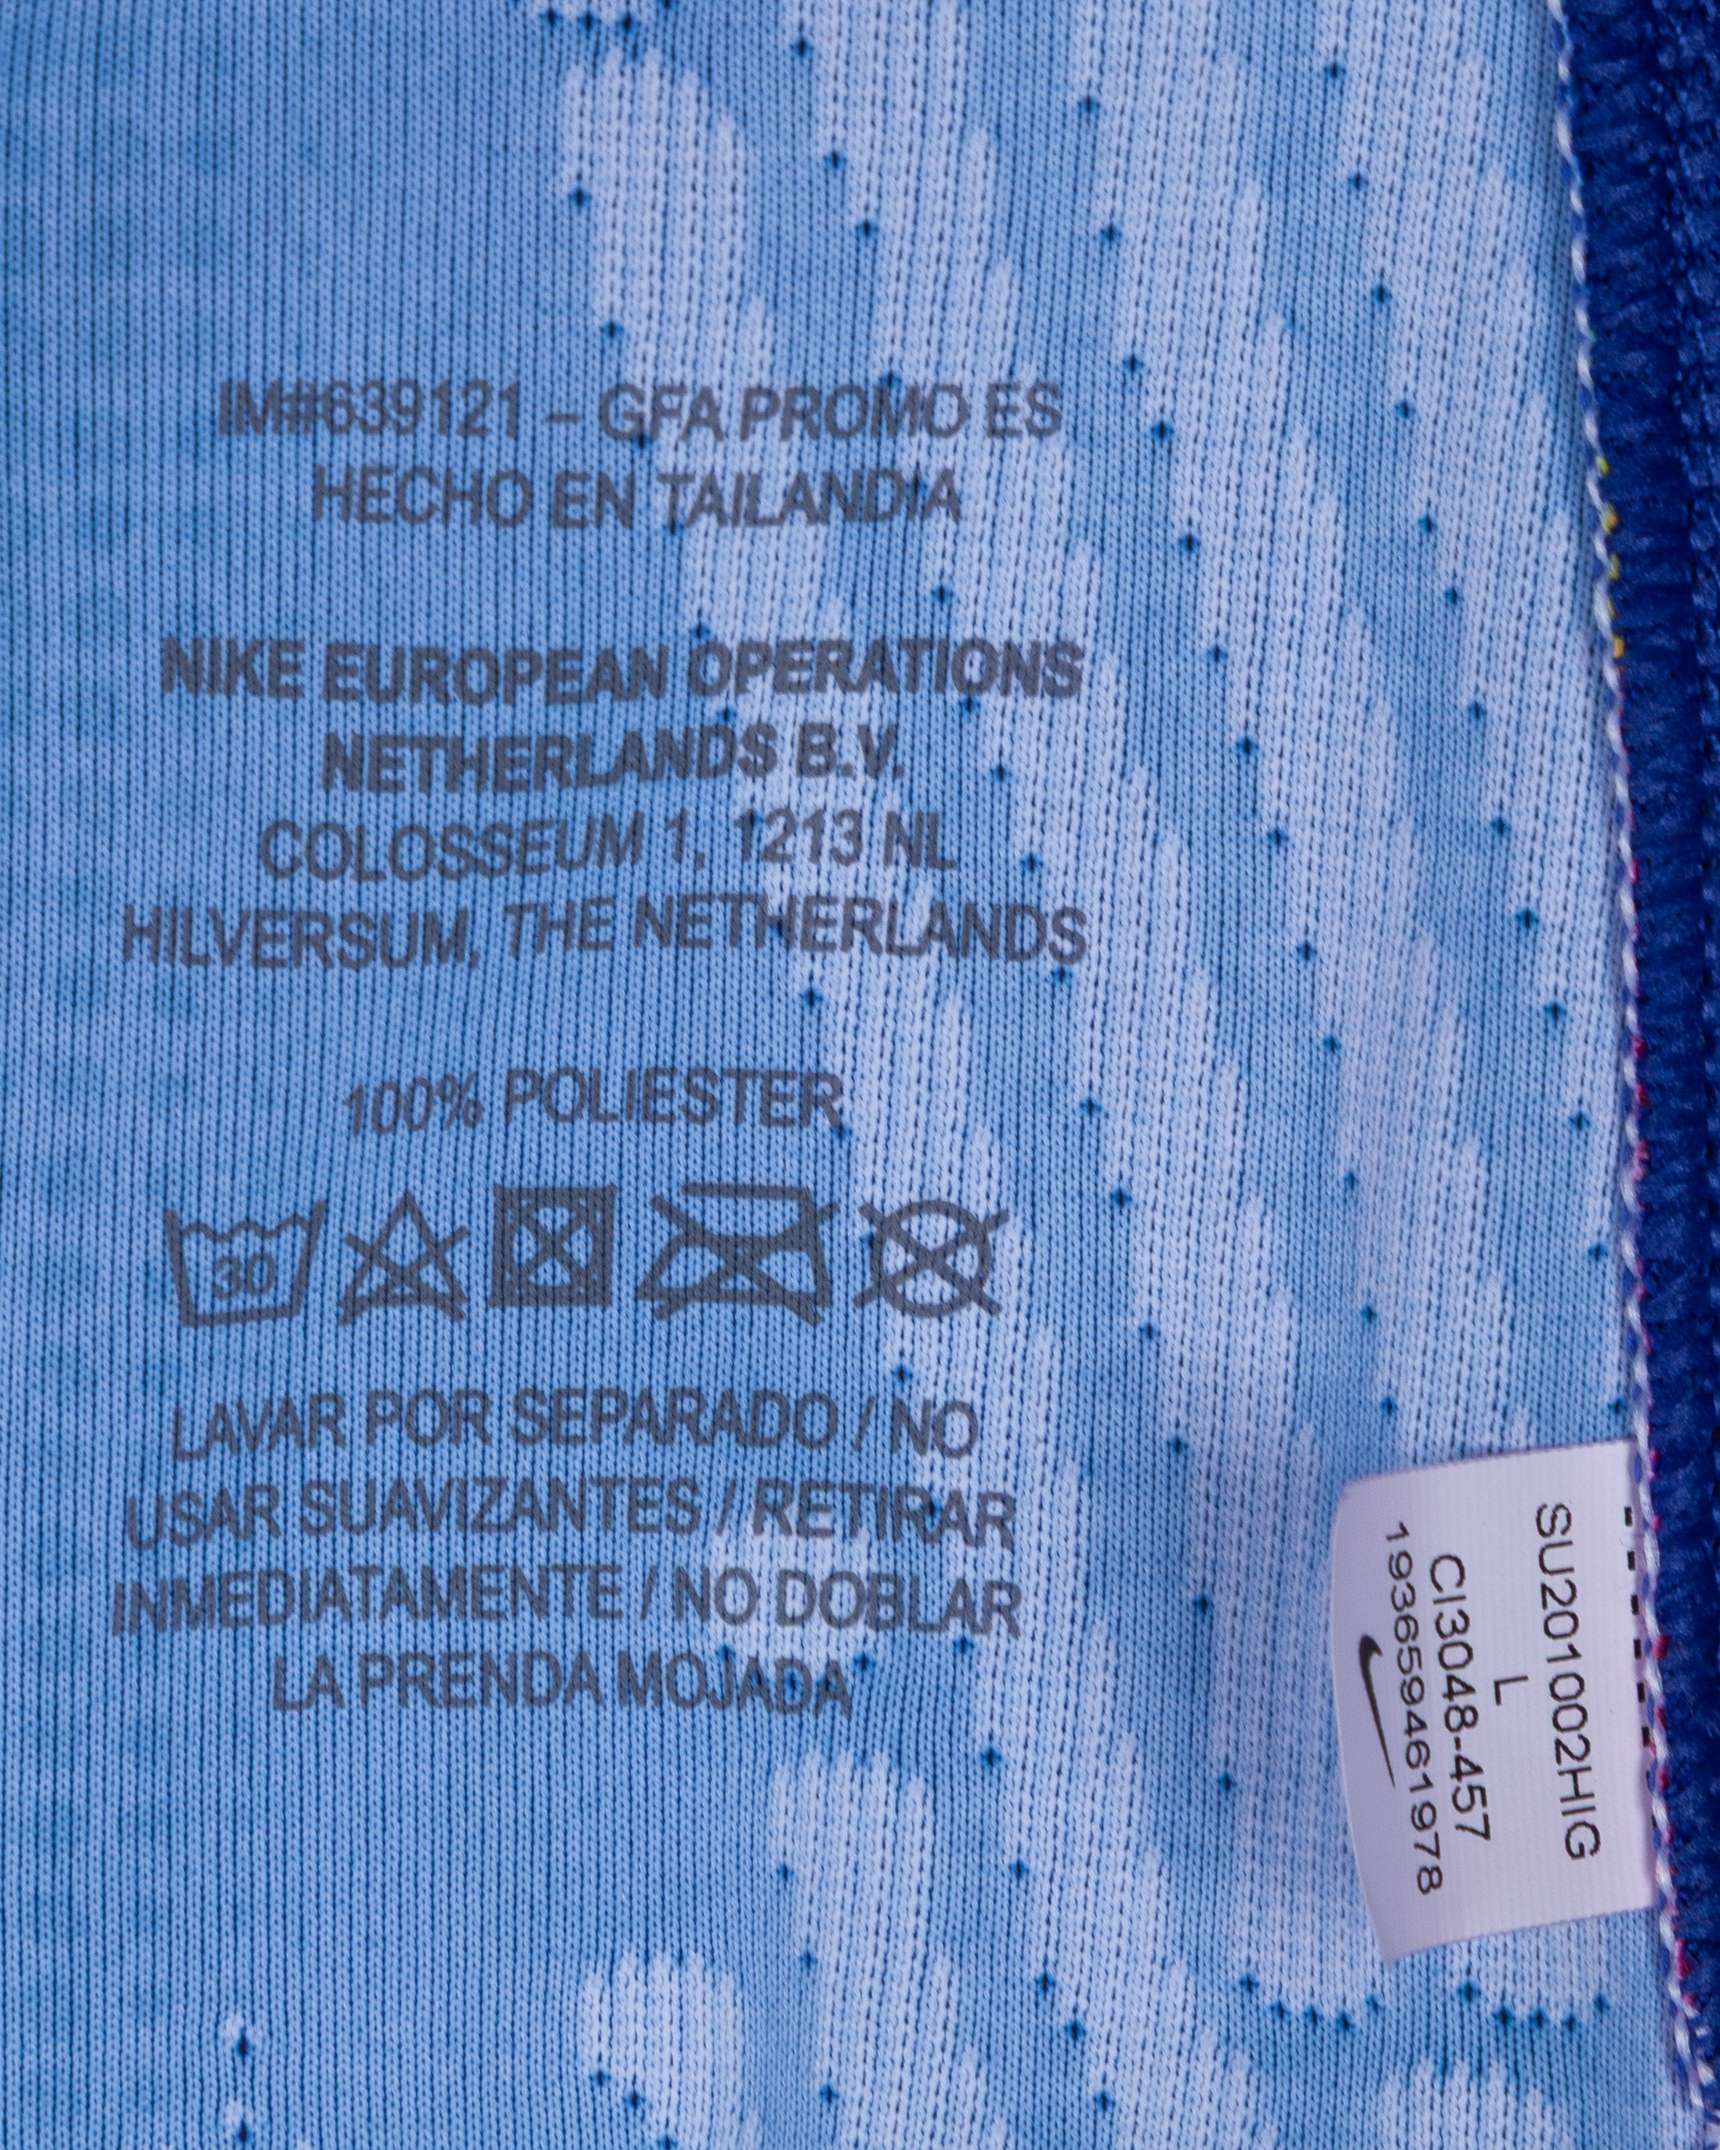 IM#639121 – GFA PROMO ES
HECHO EN TAILANDIA
NIKE EUROPEAN OPERATIONS
NETHERLANDS B.V.
COLOSSEUM 1, 1213 NL
HILVERSUM, THE NETHERLANDS
100% POLIESTER
30
LAVAR POR SEPARADO / NO
USAR SUAVIZANTES / RETIRAR
INMEDIATAMENTE / NO DOBLAR
LA PRENDA MOJADA
SU201002HIG
L
CI3048-457
193659461978